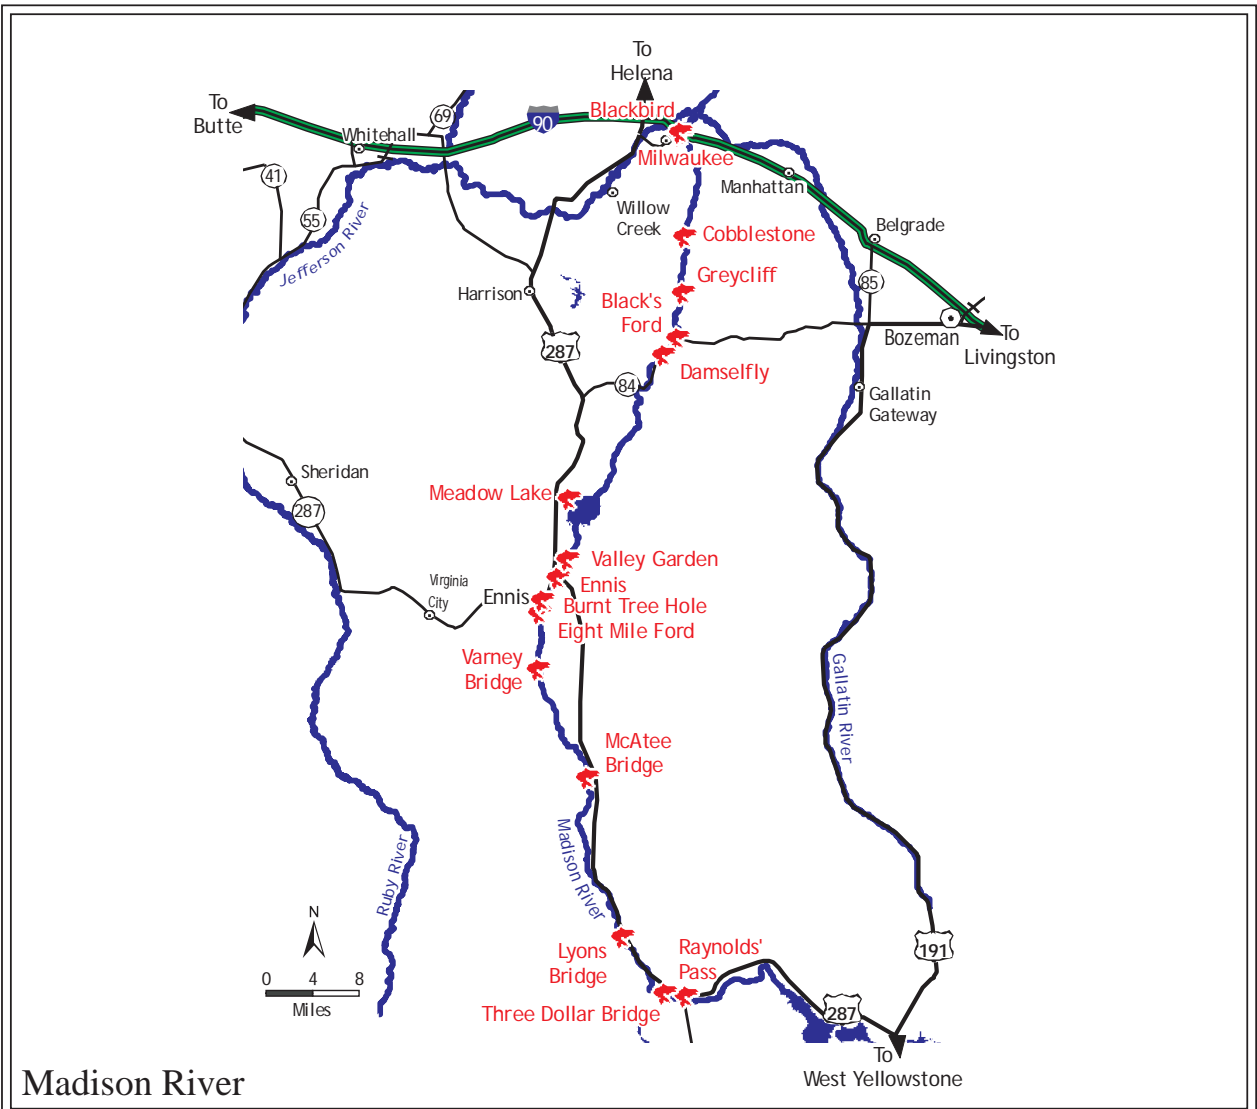 To
Helena
To
Butte
Blackbird
69
90
Whitehall
Milwaukee
41
Manhattan
55
Willow
Creek
Belgrade
Cobblestone
Jefferson River
Greycliff
85
Harrison
Black's
Ford
To
Livingston
Bozeman
287
Damselfly
84
Gallatin
Gateway
Sheridan
Meadow Lake
287
Valley Garden
Virginia
City
Ennis
Ennis
Burnt Tree Hole
Eight Mile Ford
Varney
Bridge
Gallatin River
McAtee
Bridge
Madison River
Ruby River
N
Lyons
Bridge
Raynolds'
Pass
191
0 4 8
Miles
Three Dollar Bridge
287
To
West Yellowstone
Madison River